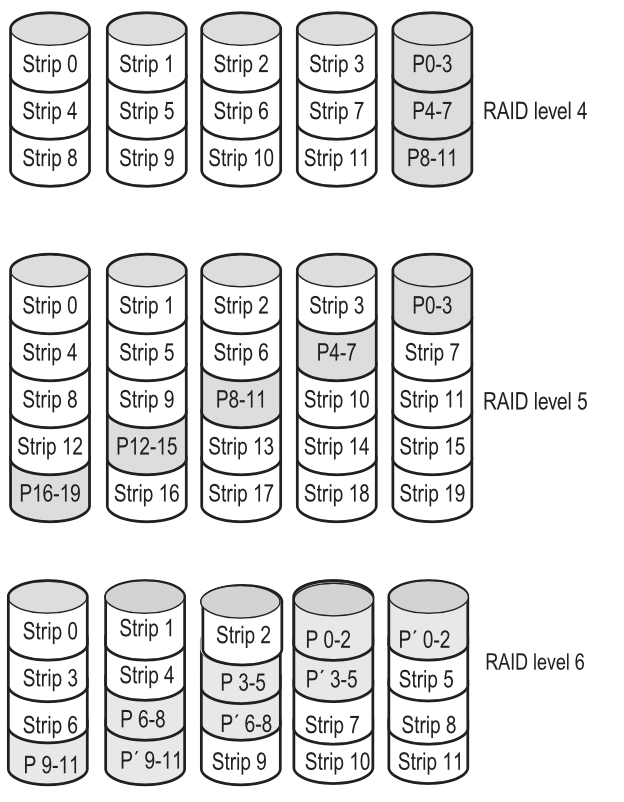 Strip 0 Strip 1 Strip 2 Strip 3 P0-3
Strip 4 Strip 5 Strip 6 Strip 7 P4-7 RAID level 4
Strip 8 Strip 9 Strip 10 Strip 11 P8-11
Strip 0 Strip 1 Strip 2 Strip 3 P0-3
Strip 4 Strip 5 Strip 6 P4-7 Strip 7
Strip 8 Strip 9 P8-11 Strip 10 Strip 11 RAID level 5
Strip 12 P12-15 Strip 13 Strip 14 Strip 15
P16-19 Strip 16 Strip 17 Strip 18 Strip 19
Strip 0 Strip 1 Strip 2 P 0-2 P´ 0-2
Strip 3 Strip 4 P 3-5 P´ 3-5 Strip 5 RAID level 6
Strip 6 P 6-8 P´ 6-8 Strip 7 Strip 8
P 9-11 P´ 9-11 Strip 9 Strip 10 Strip 11